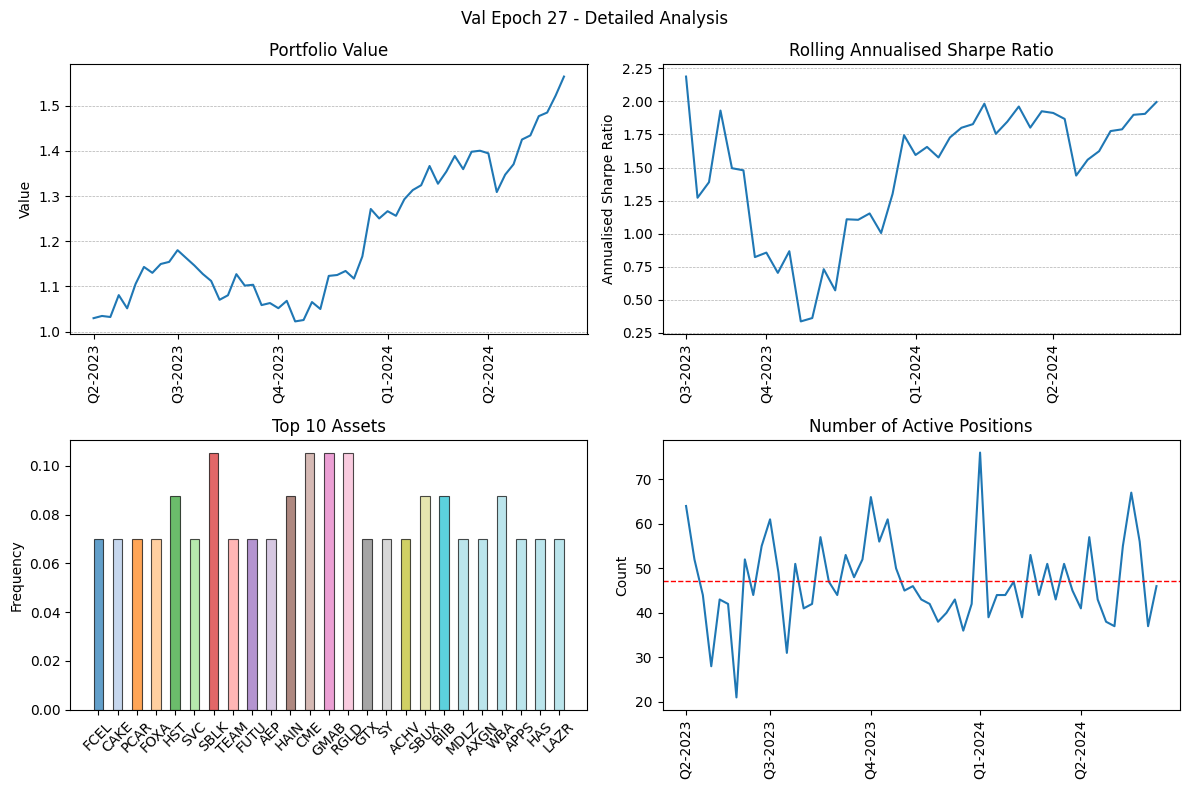 Val Epoch 27 - Detailed Analysis
Portfolio Value
Value
1.5
1.4
1.3
1.2
1.1
1.0
Q2-2023
Q3-2023
Q4-2023
Q1-2024
Q2-2024
Rolling Annualised Sharpe Ratio
Annualised Sharpe Ratio
2.25
2.00
1.75
1.50
1.25
1.00
0.75
0.50
0.25
Q3-2023
Q4-2023
Q1-2024
Q2-2024
Top 10 Assets
Frequency
0.10
0.08
0.06
0.04
0.02
0.00
FCEL
CAKE
PCAR
FOXA
HST
SVC
SBLK
TEAM
FUTU
AEP
HAIN
CME
GMAB
RGLD
GTX
SY
ACHV
SBUX
BIIB
MDLZ
AXGN
WBA
APPS
HAS
LAZR
Number of Active Positions
Count
70
60
50
40
30
20
Q2-2023
Q3-2023
Q4-2023
Q1-2024
Q2-2024